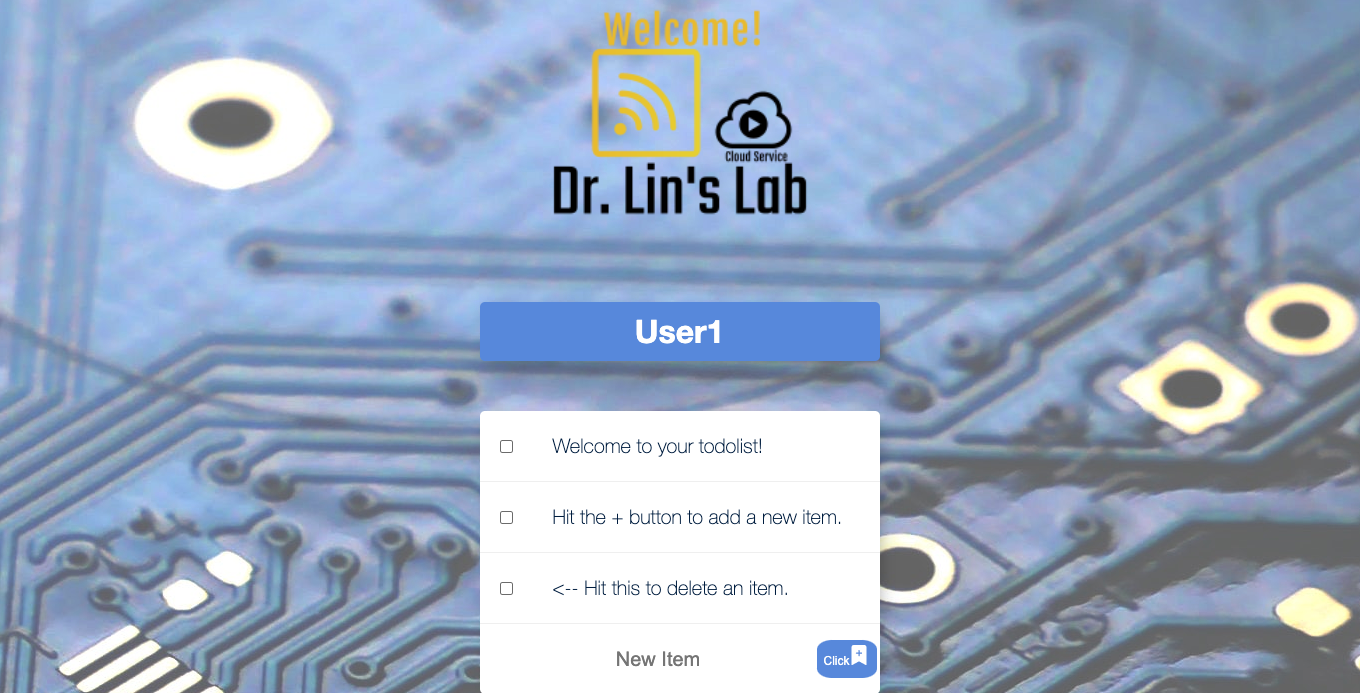 Welcome!
Cloud Service
Dr. Lin's Lab
User1
Welcome to your todolist!
Hit the + button to add a new item.
<-- Hit this to delete an item.
New Item
Click